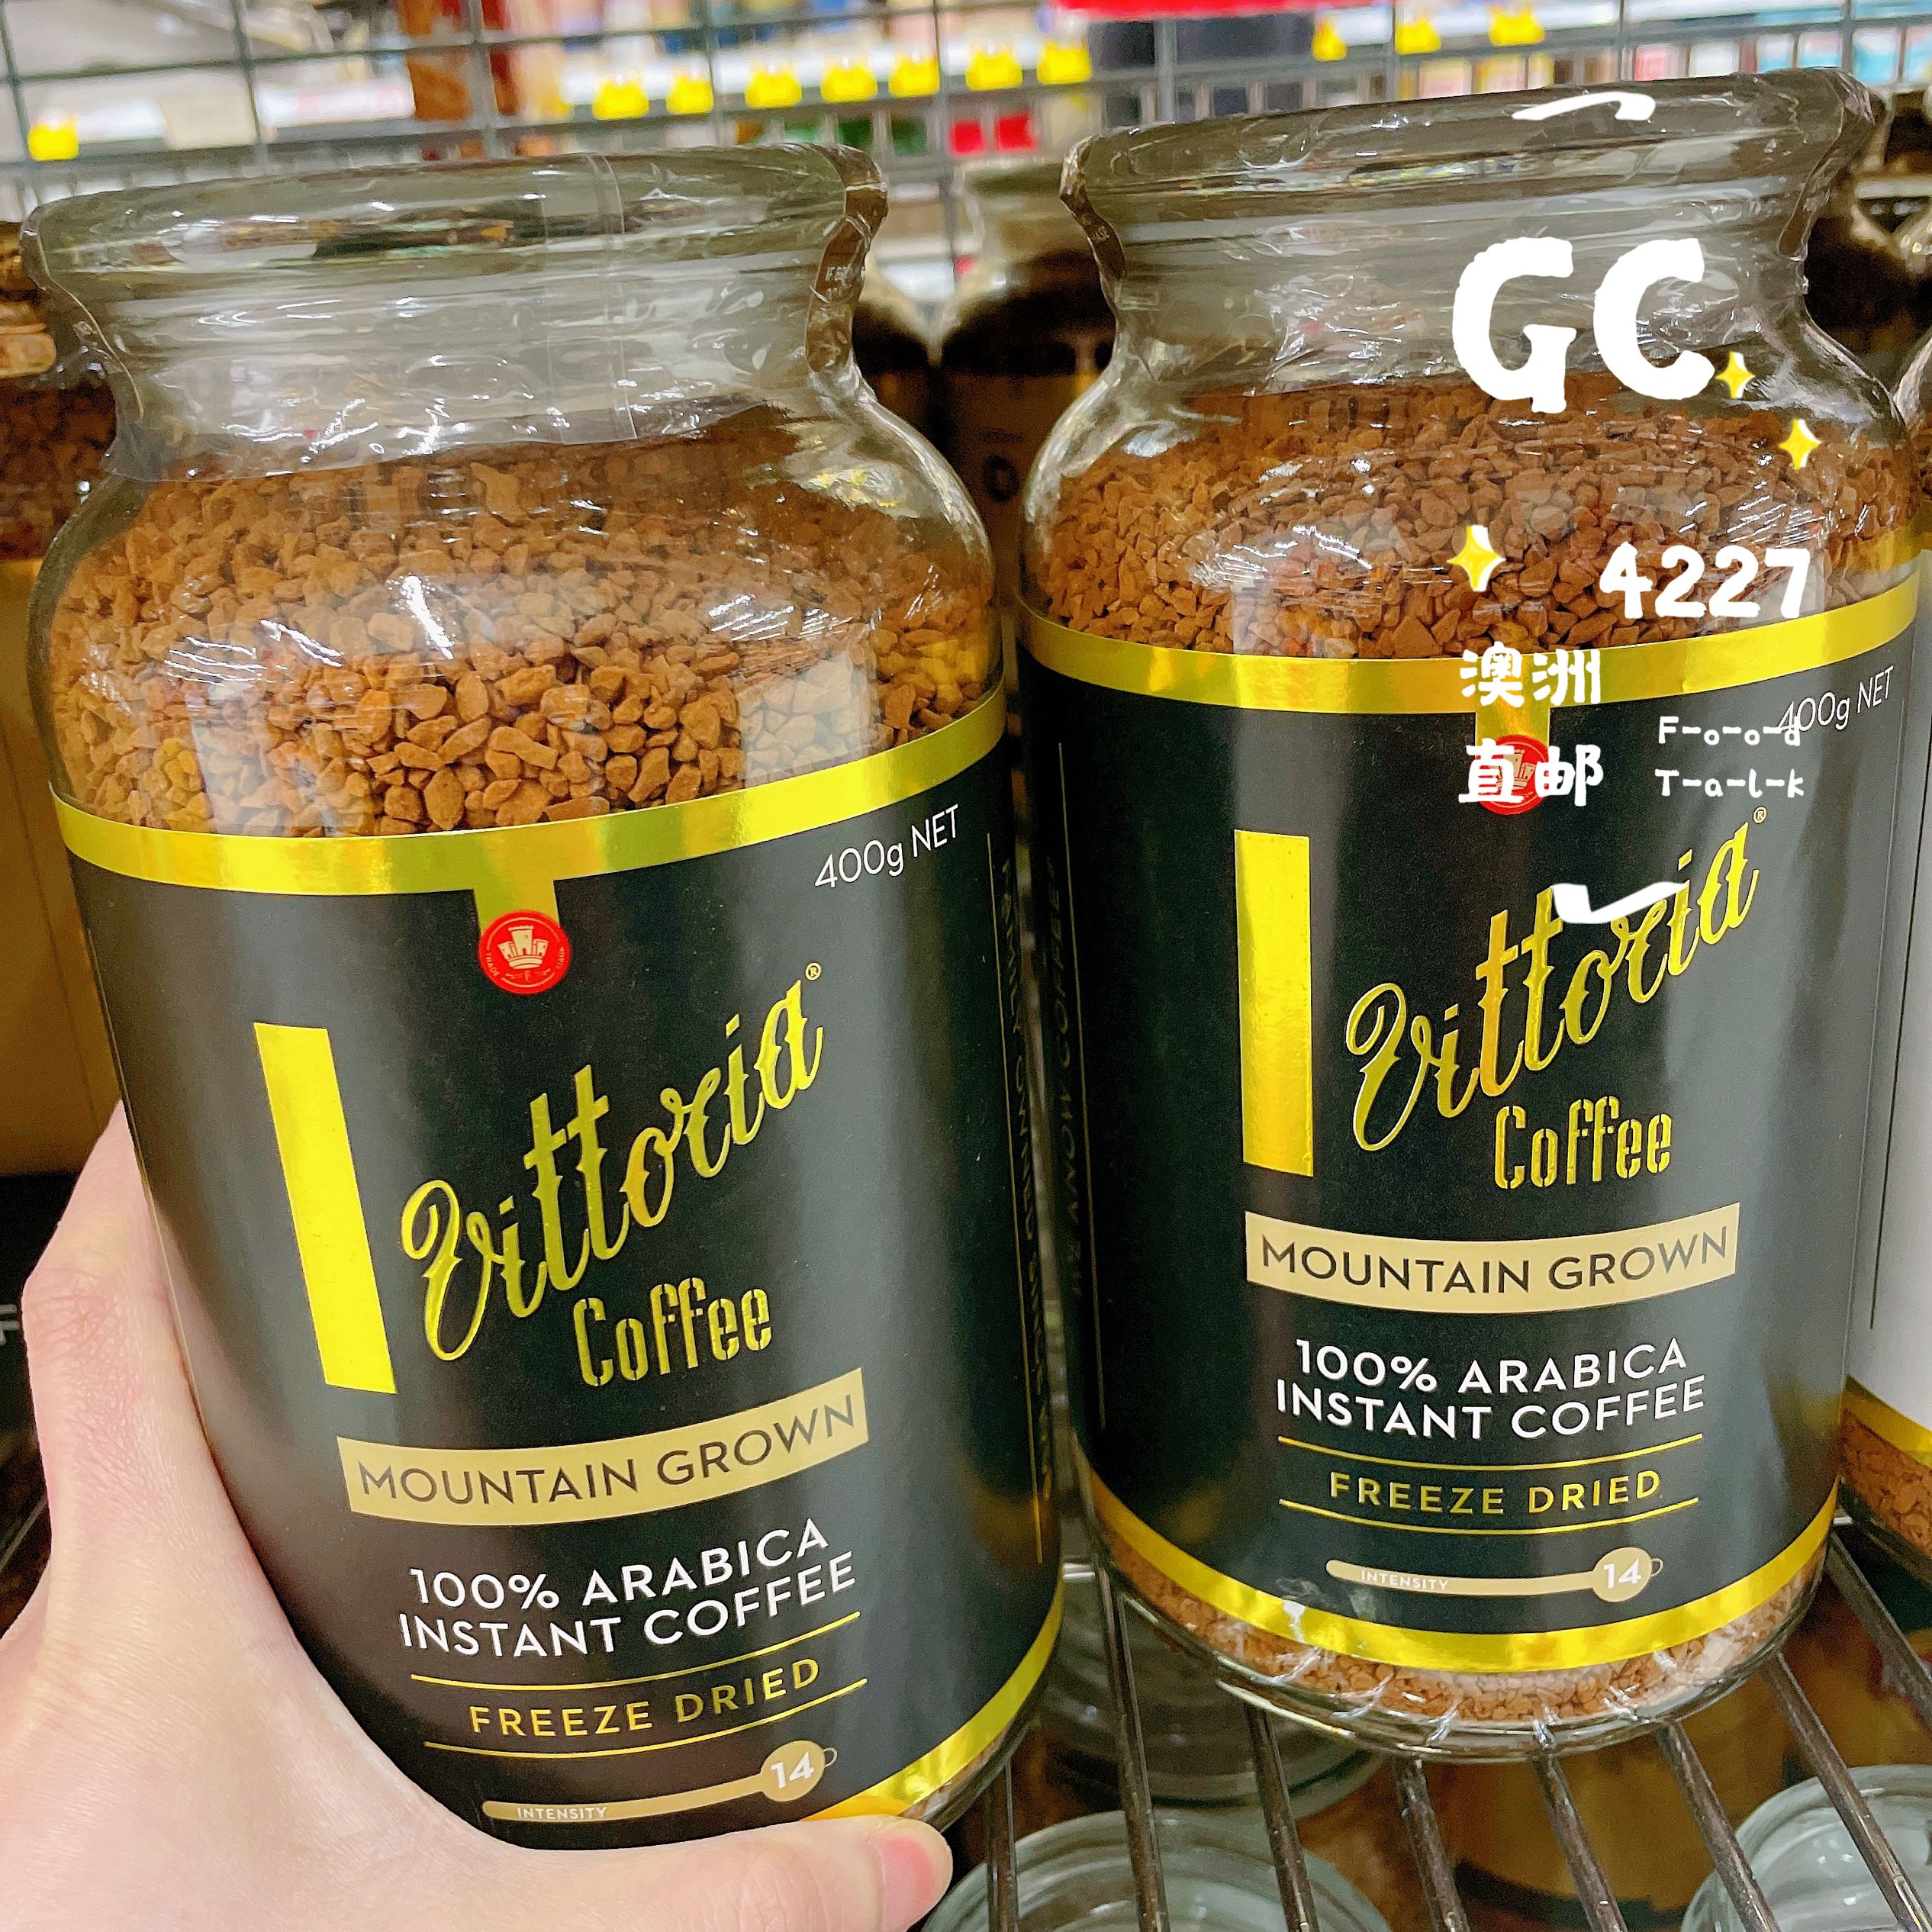 400g NET
Vittoria®
Coffee
MOUNTAIN GROWN
100% ARABICA
INSTANT COFFEE
FREEZE DRIED
INTENSITY 14
GC
4227
澳洲
直邮
F-o-o-d
T-a-l-k
400g NET
Vittoria®
Coffee
MOUNTAIN GROWN
100% ARABICA
INSTANT COFFEE
FREEZE DRIED
INTENSITY 14